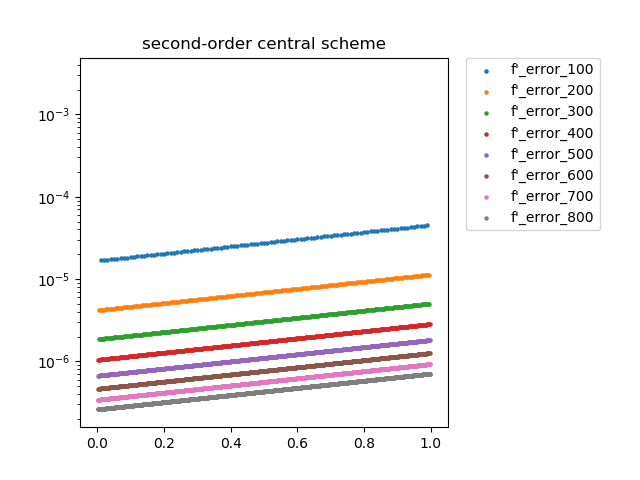 second-order central scheme
10⁻³
10⁻⁴
10⁻⁵
10⁻⁶
0.0
0.2
0.4
0.6
0.8
1.0
f'_error_100
f'_error_200
f'_error_300
f'_error_400
f'_error_500
f'_error_600
f'_error_700
f'_error_800